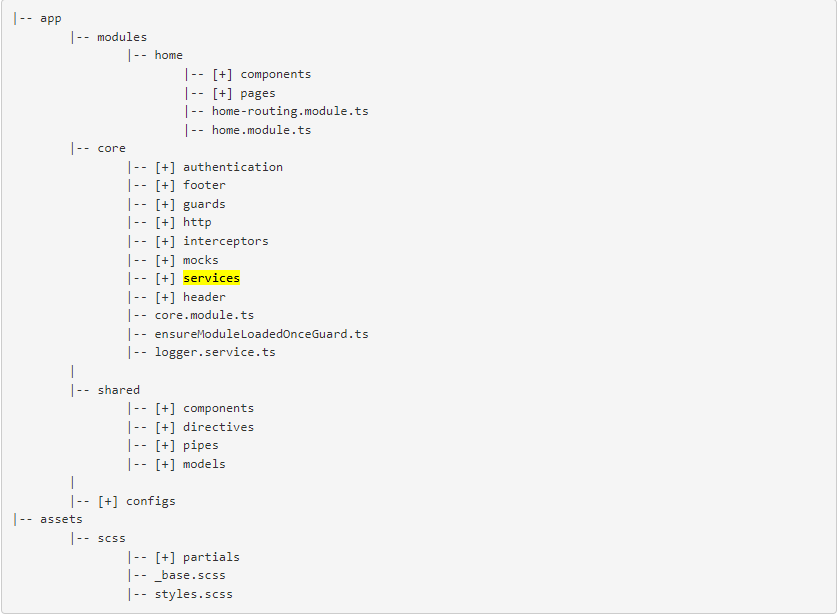 |-- app
       |-- modules
              |-- home
                     |-- [+] components
                     |-- [+] pages
                     |-- home-routing.module.ts
                     |-- home.module.ts
       |-- core
              |-- [+] authentication
              |-- [+] footer
              |-- [+] guards
              |-- [+] http
              |-- [+] interceptors
              |-- [+] mocks
              |-- [+] services
              |-- [+] header
              |-- core.module.ts
              |-- ensureModuleLoadedOnceGuard.ts
              |-- logger.service.ts
       |
       |-- shared
              |-- [+] components
              |-- [+] directives
              |-- [+] pipes
              |-- [+] models
       |
       |-- [+] configs
|-- assets
       |-- scss
              |-- [+] partials
              |-- _base.scss
              |-- styles.scss